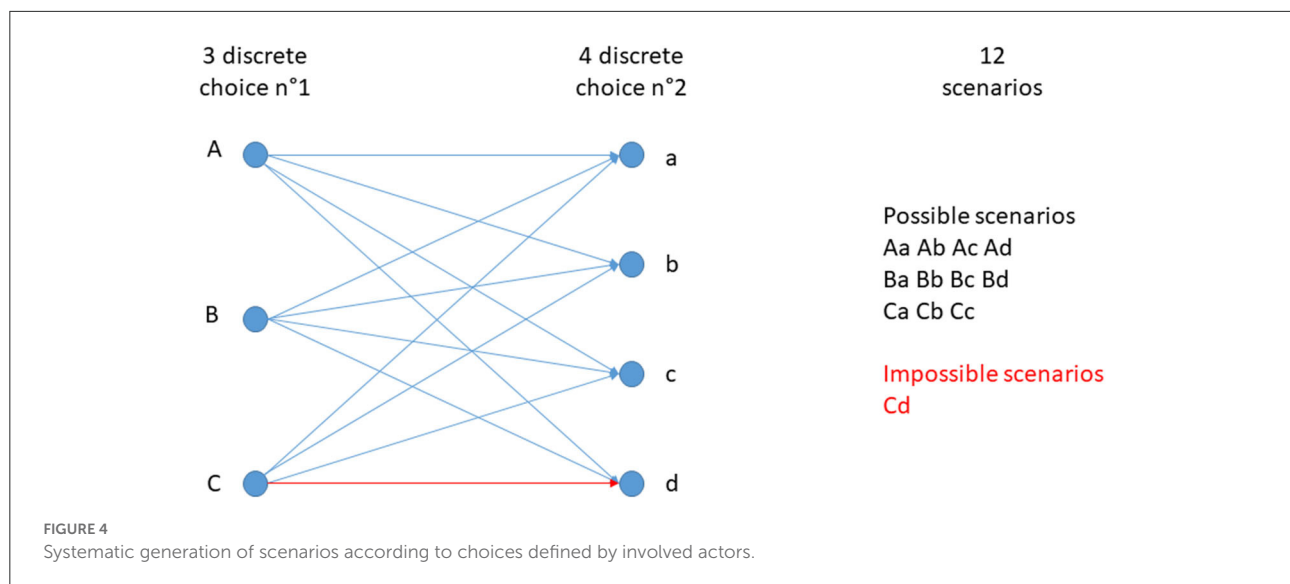 3 discrete
choice n°1
4 discrete
choice n°2
12
scenarios
A
a
b
B
c
C
d
Possible scenarios
Aa Ab Ac Ad
Ba Bb Bc Bd
Ca Cb Cc
Impossible scenarios
Cd
FIGURE 4
Systematic generation of scenarios according to choices defined by involved actors.